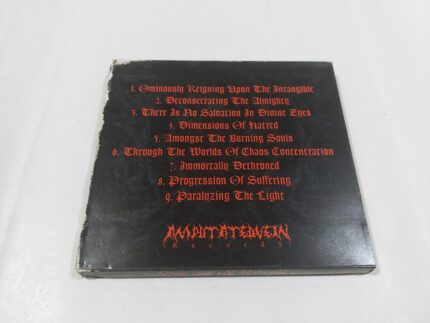 1. Ominously Reigning Upon The Intangible
2. Deconsecrating The Almighty
3. There Is No Salvation In Divine Eyes
4. Dimensions Of Hatred
5. Amongst The Burning Souls
6. Through The Worlds Of Chaos Concentration
7. Immortally Dethroned
8. Progression Of Suffering
9. Paralyzing The Light
AMPUTATED VEIN
Records